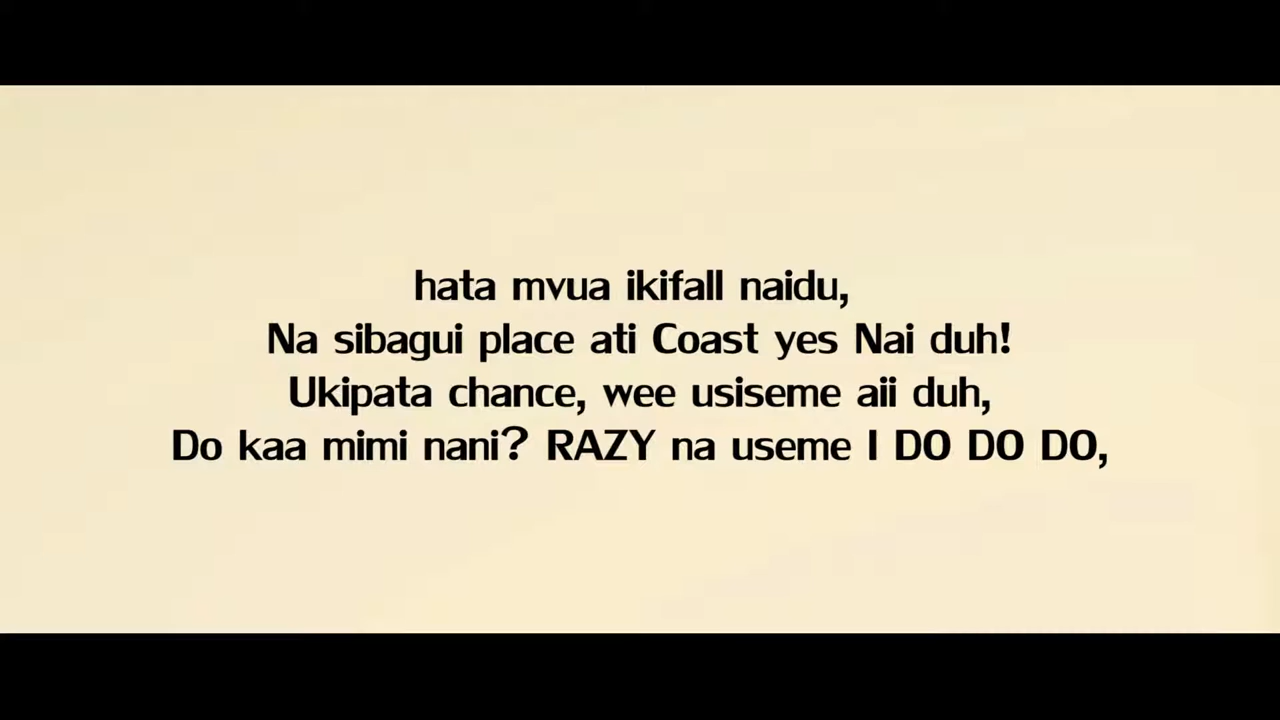 hata mvua ikifall naidu,
Na sibagui place ati Coast yes Nai duh!
Ukipata chance, wee usiseme aii duh,
Do kaa mimi nani? RAZY na useme I DO DO DO,